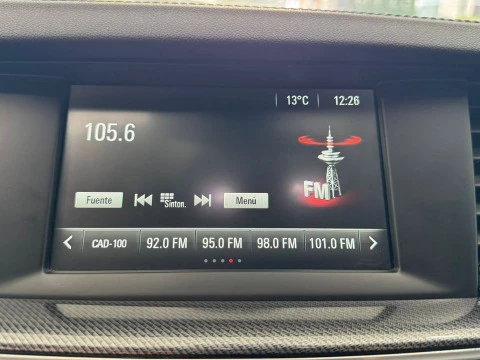 13°C 12:26
105.6
FM
Fuente Sinton. Menú
CAD-100 92.0 FM 95.0 FM 98.0 FM 101.0 FM